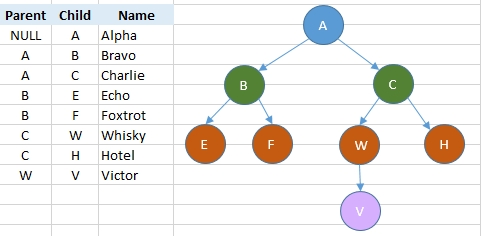 Parent Child Name
NULL A Alpha
A B Bravo
A C Charlie
B E Echo
B F Foxtrot
C W Whisky
C H Hotel
W V Victor
A
B C
E F W H
V